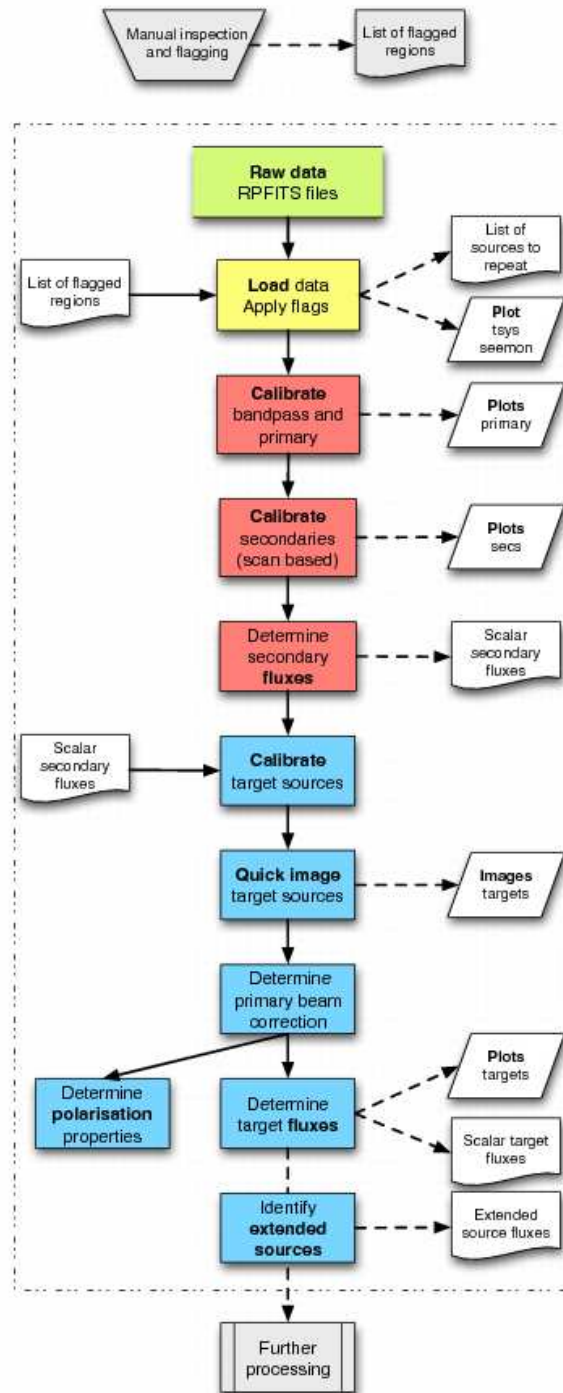 Manual inspection
and flagging
List of flagged
regions
Raw data
RPFITS files
List of flagged
regions
Load data
Apply flags
List of
sources to
repeat
Plot
tsys
seemon
Calibrate
bandpass and
primary
Plots
primary
Calibrate
secondaries
(scan based)
Plots
secs
Determine
secondary
fluxes
Scalar
secondary
fluxes
Scalar
secondary
fluxes
Calibrate
target sources
Quick image
target sources
Images
targets
Determine
primary beam
correction
Determine
polarisation
properties
Determine
target fluxes
Plots
targets
Scalar target
fluxes
Identify
extended
sources
Extended
source fluxes
Further
processing